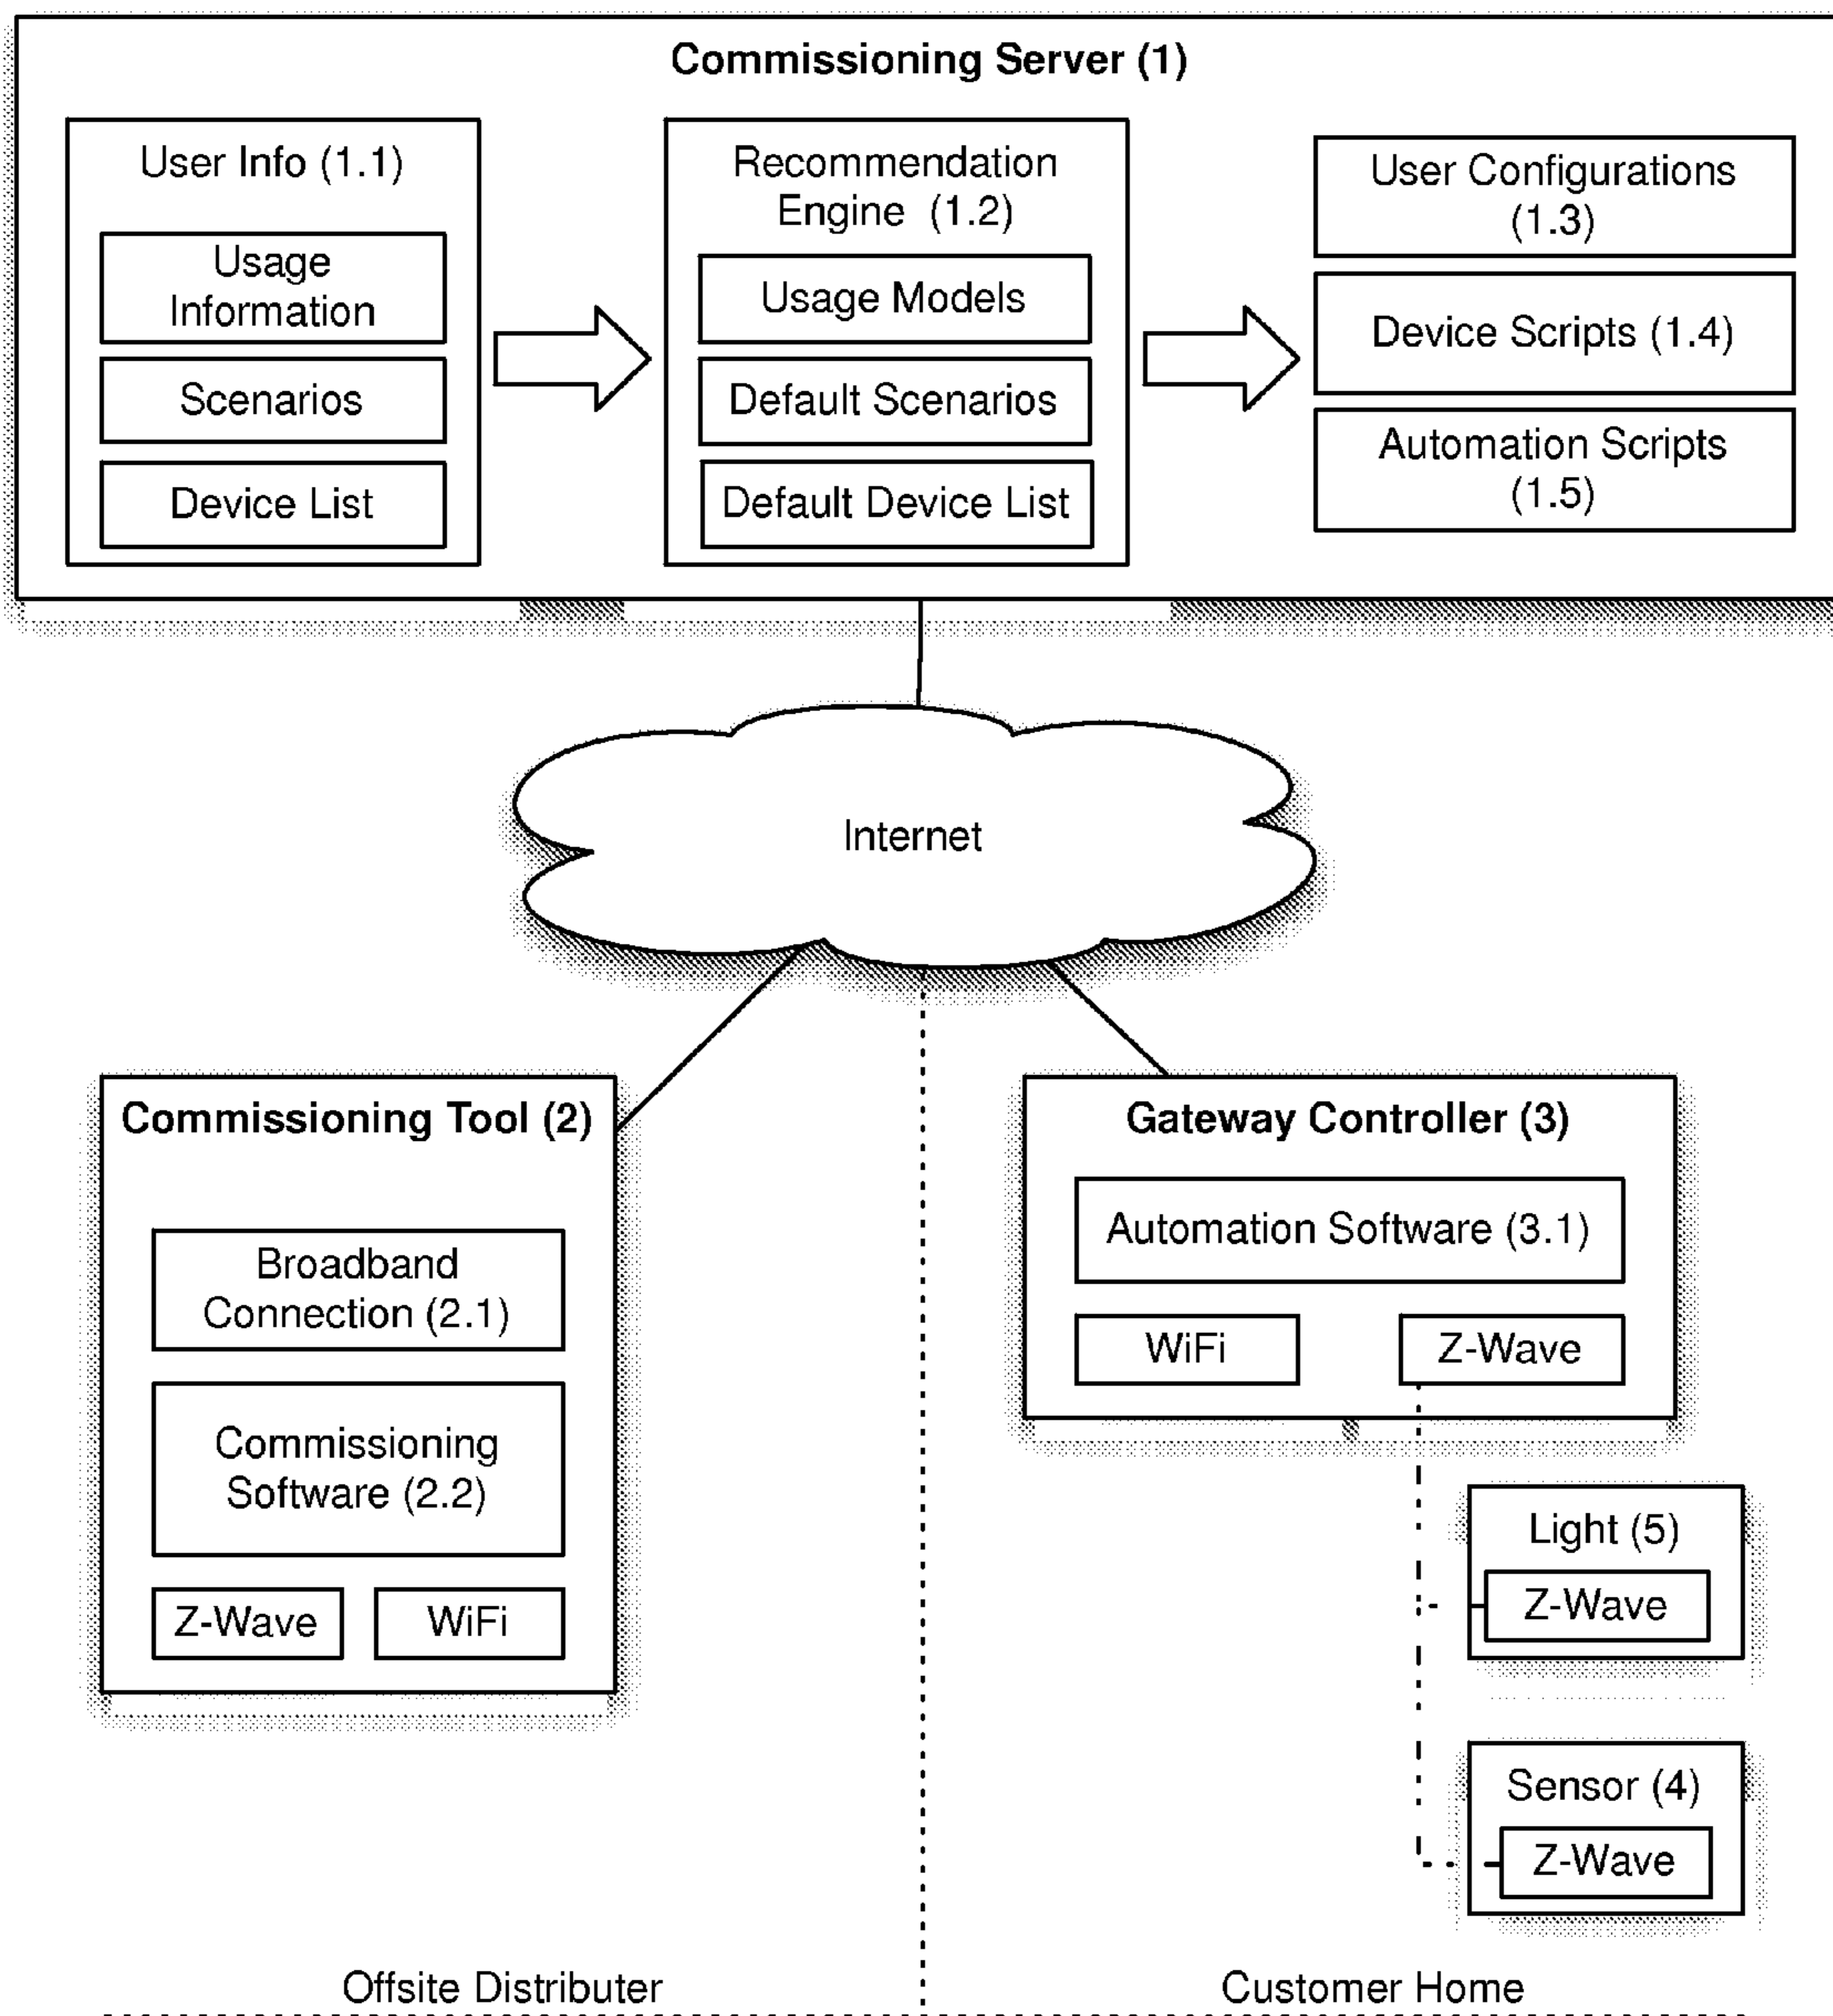 Commissioning Server (1)
User Info (1.1)
Usage
Information
Scenarios
Device List
Recommendation
Engine (1.2)
Usage Models
Default Scenarios
Default Device List
User Configurations
(1.3)
Device Scripts (1.4)
Automation Scripts
(1.5)
Internet
Commissioning Tool (2)
Broadband
Connection (2.1)
Commissioning
Software (2.2)
Z-Wave
WiFi
Gateway Controller (3)
Automation Software (3.1)
WiFi
Z-Wave
Light (5)
Z-Wave
Sensor (4)
Z-Wave
Offsite Distributer
Customer Home